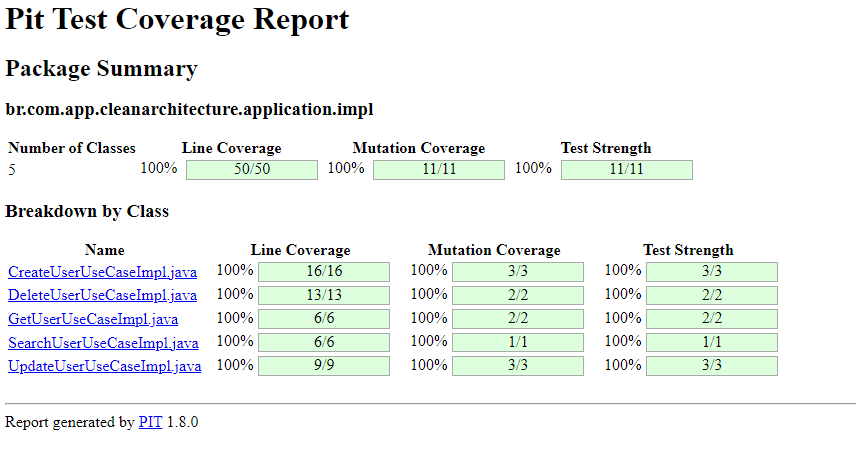 Pit Test Coverage Report
Package Summary
br.com.app.cleanarchitecture.application.impl
Number of Classes Line Coverage Mutation Coverage Test Strength
5 100% 50/50 100% 11/11 100% 11/11
Breakdown by Class
Name Line Coverage Mutation Coverage Test Strength
CreateUserUseCaseImpl.java 100% 16/16 100% 3/3 100% 3/3
DeleteUserUseCaseImpl.java 100% 13/13 100% 2/2 100% 2/2
GetUserUseCaseImpl.java 100% 6/6 100% 2/2 100% 2/2
SearchUserUseCaseImpl.java 100% 6/6 100% 1/1 100% 1/1
UpdateUserUseCaseImpl.java 100% 9/9 100% 3/3 100% 3/3
Report generated by PIT 1.8.0